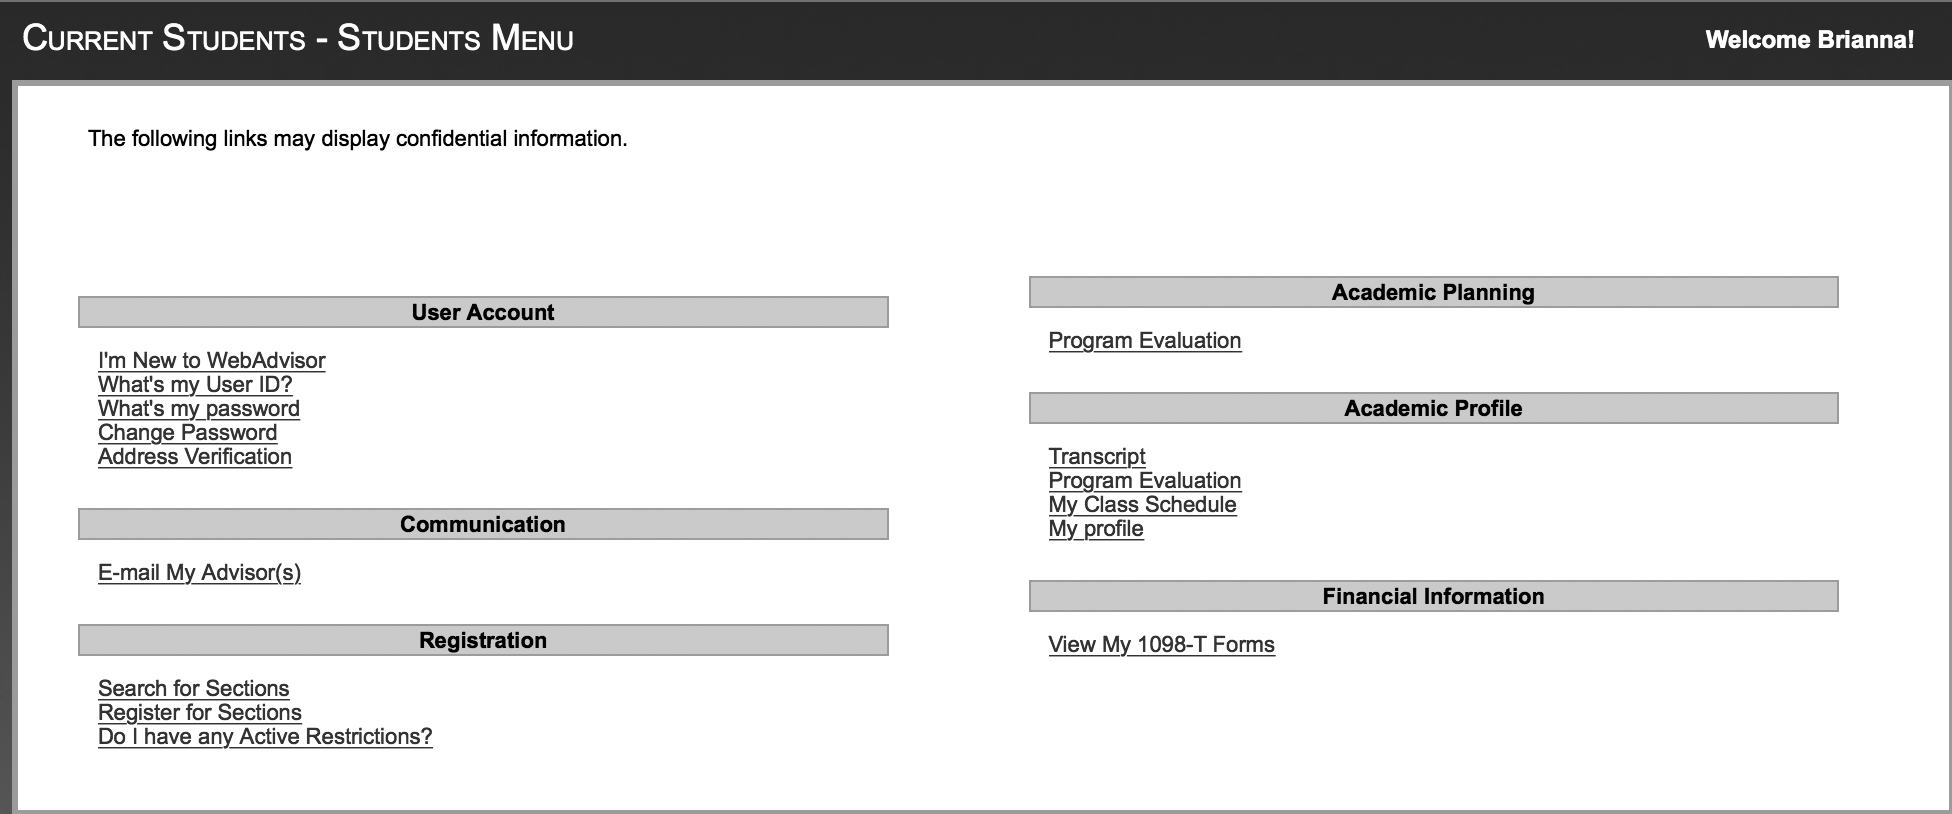 Current Students - Students Menu
Welcome Brianna!
The following links may display confidential information.
User Account
I'm New to WebAdvisor
What's my User ID?
What's my password
Change Password
Address Verification
Communication
E-mail My Advisor(s)
Registration
Search for Sections
Register for Sections
Do I have any Active Restrictions?
Academic Planning
Program Evaluation
Academic Profile
Transcript
Program Evaluation
My Class Schedule
My profile
Financial Information
View My 1098-T Forms